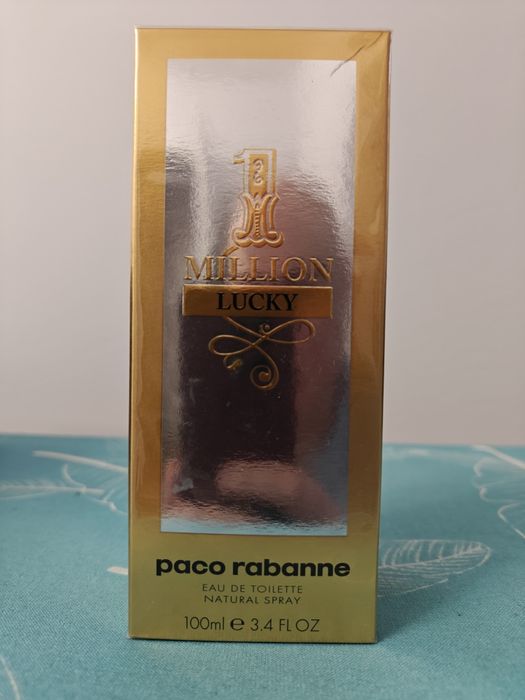 1
MILLION
LUCKY
paco rabanne
EAU DE TOILETTE
NATURAL SPRAY
100ml ℮ 3.4 FL OZ